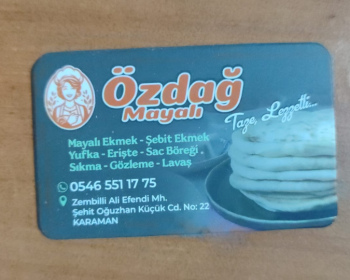 Özdağ
Mayalı
Taze, Lezzetli...
Mayalı Ekmek - Şebit Ekmek
Yufka - Erişte - Sac Böreği
Sıkma - Gözleme - Lavaş
0546 551 17 75
Zembilli Ali Efendi Mh.
Şehit Oğuzhan Küçük Cd. No: 22
KARAMAN